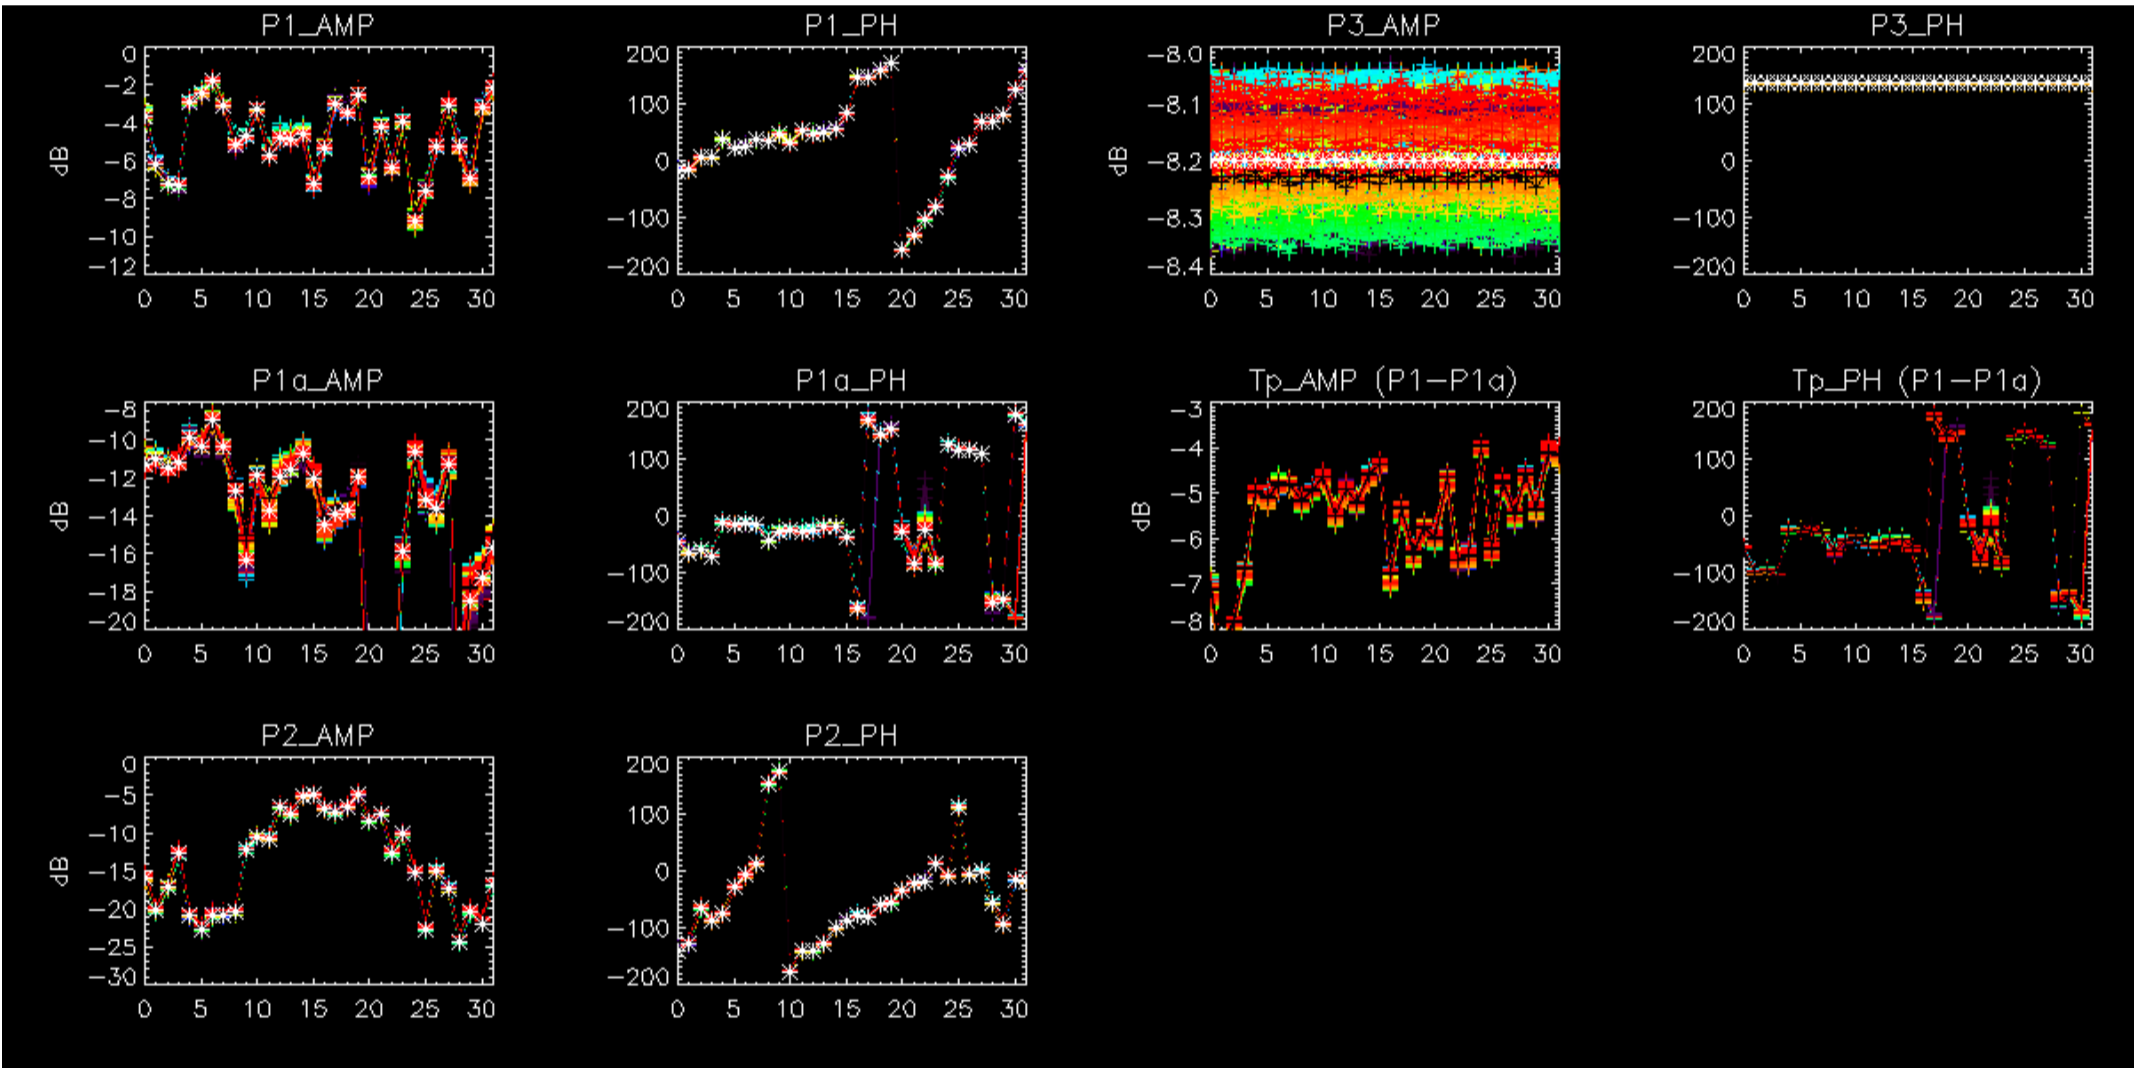 P1_AMP P1_PH P3_AMP P3_PH
0 200 -8.0 200
-2
100 -8.1 100
-4
dB -6 0 dB -8.2 0
-8
-100 -8.3 -100
-10
-12 -200 -8.4 -200
0 5 10 15 20 25 30 0 5 10 15 20 25 30 0 5 10 15 20 25 30 0 5 10 15 20 25 30
P1a_AMP P1a_PH Tp_AMP (P1-P1a) Tp_PH (P1-P1a)
-8 200 -3 200
-10 100 -4 100
-12
dB -14 0 dB -5 0
-16 -100 -6 -100
-18 -7
-20 -200 -8 -200
0 5 10 15 20 25 30 0 5 10 15 20 25 30 0 5 10 15 20 25 30 0 5 10 15 20 25 30
P2_AMP P2_PH
0 200
-5
-10 100
dB -15 0
-20 -100
-25
-30 -200
0 5 10 15 20 25 30 0 5 10 15 20 25 30